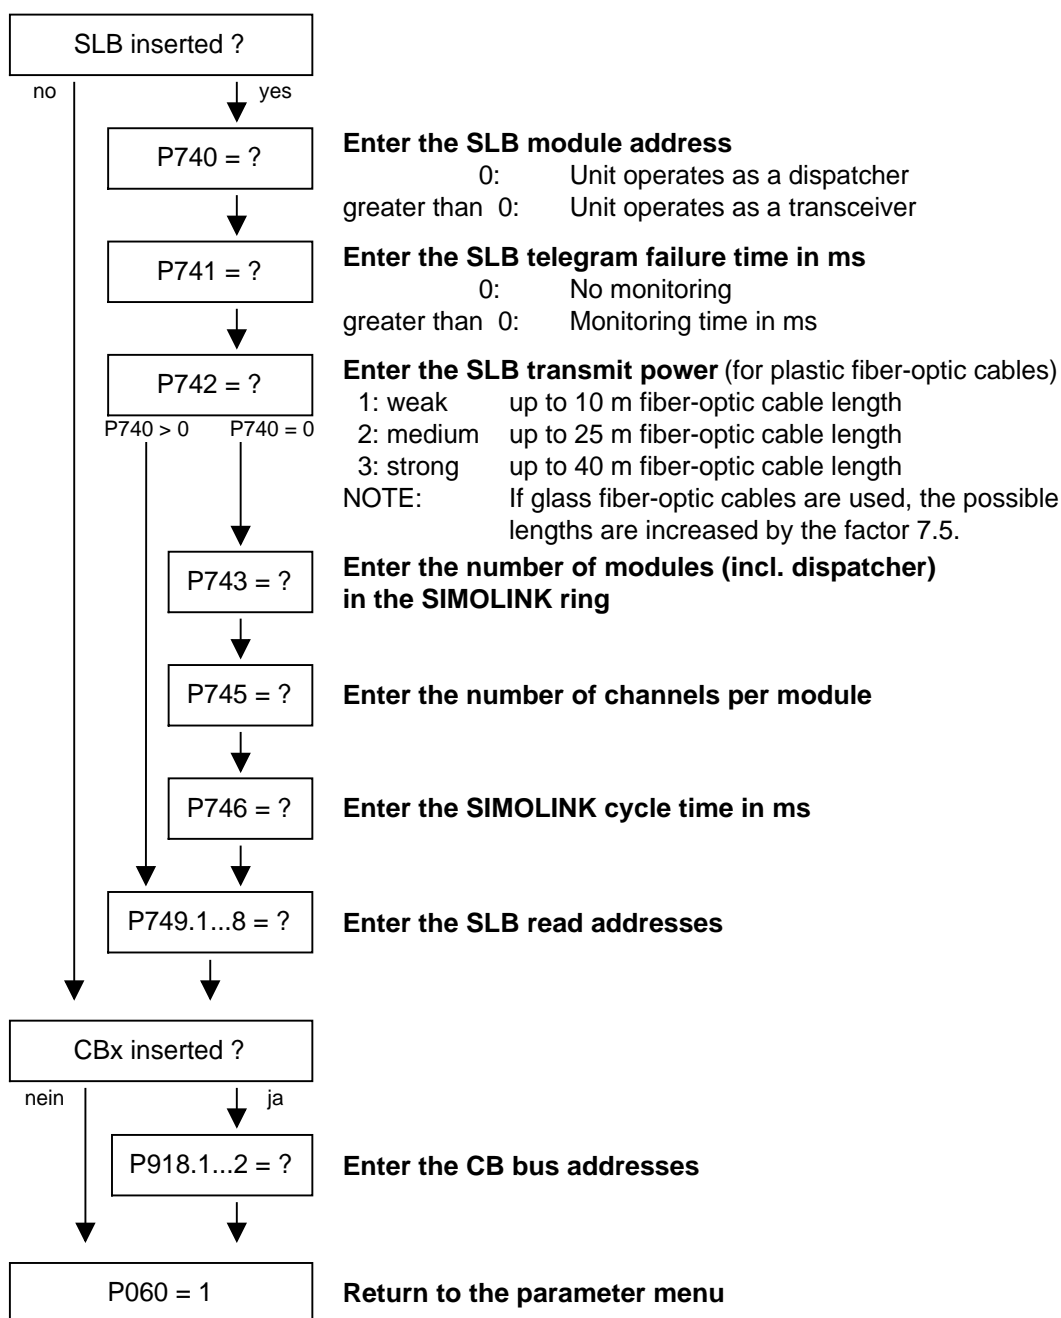 SLB inserted ?
no
yes
P740 = ?
Enter the SLB module address
0: Unit operates as a dispatcher
greater than 0: Unit operates as a transceiver
P741 = ?
Enter the SLB telegram failure time in ms
0: No monitoring
greater than 0: Monitoring time in ms
P742 = ?
Enter the SLB transmit power (for plastic fiber-optic cables)
1: weak up to 10 m fiber-optic cable length
P740 > 0 P740 = 0
2: medium up to 25 m fiber-optic cable length
3: strong up to 40 m fiber-optic cable length
NOTE: If glass fiber-optic cables are used, the possible
lengths are increased by the factor 7.5.
P743 = ?
Enter the number of modules (incl. dispatcher)
in the SIMOLINK ring
P745 = ?
Enter the number of channels per module
P746 = ?
Enter the SIMOLINK cycle time in ms
P749.1...8 = ?
Enter the SLB read addresses
CBx inserted ?
nein
ja
P918.1...2 = ?
Enter the CB bus addresses
P060 = 1
Return to the parameter menu